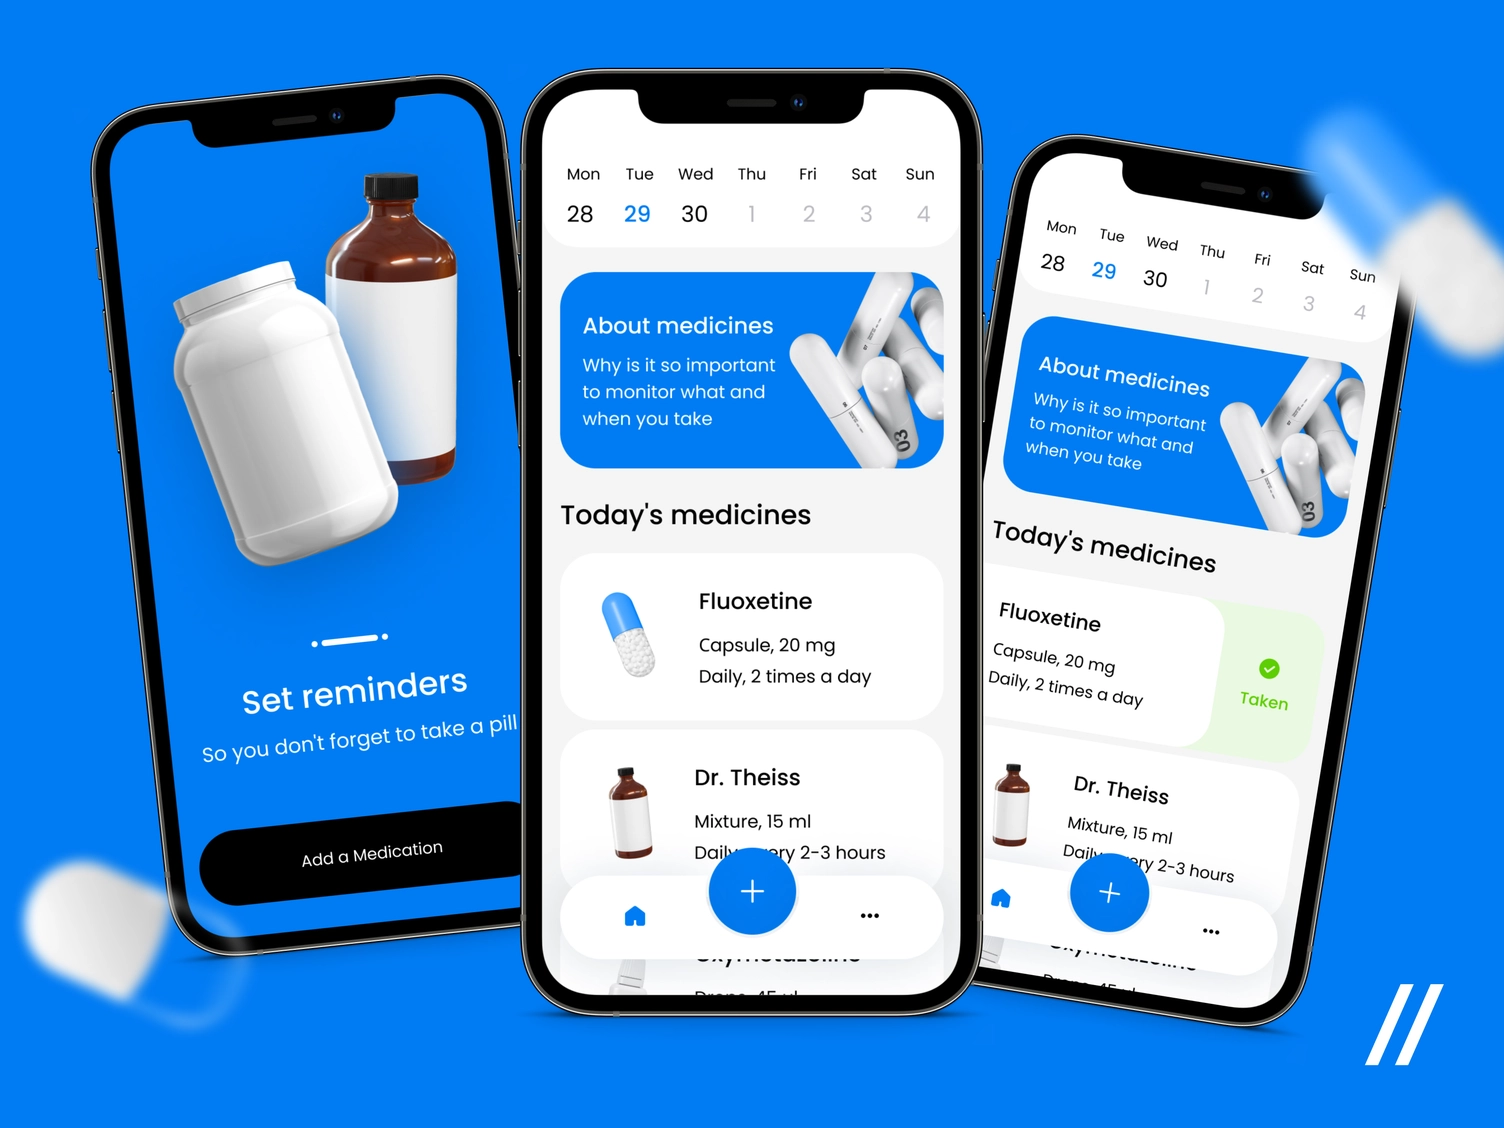 Set reminders
So you don't forget to take a pill
Add a Medication
Mon Tue Wed Thu Fri Sat Sun
28 29 30 1 2 3 4
About medicines
Why is it so important
to monitor what and
when you take
03
Today's medicines
Fluoxetine
Capsule, 20 mg
Daily, 2 times a day
Dr. Theiss
Mixture, 15 ml
Daily, every 2-3 hours
Oxymetazoline
Mon Tue Wed Thu Fri Sat Sun
28 29 30 1 2 3 4
About medicines
Why is it so important
to monitor what and
when you take
03
Today's medicines
Fluoxetine
Capsule, 20 mg
Daily, 2 times a day
Taken
Dr. Theiss
Mixture, 15 ml
Daily, every 2-3 hours
Oxymetazoline